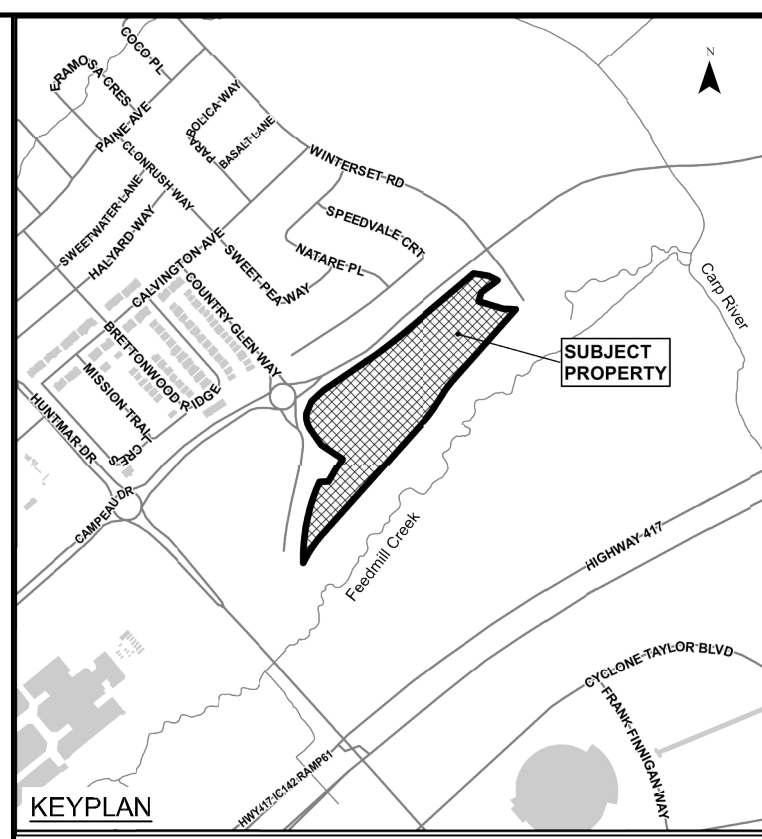 COCO PL
N
ERAMOSA CRES
PAINE AVE
PARABOLICA WAY
BASALT LANE
CLONRUSH WAY
WINTERSET RD
SWEETWATER LANE
HALYARD WAY
SPEEDVALE CRT
CALVINGTON AVE
SWEET PEA WAY
NATARE PL
COUNTRY GLEN WAY
Carp River
BRETTONWOOD RIDGE
SUBJECT
PROPERTY
MISSION TRAIL CRES
HUNTMAR DR
CAMPEAU DR
HIGHWAY 417
Feedmill Creek
CYCLONE TAYLOR BLVD
FRANK FINNIGAN WAY
HWY417 IC142 RAMP61
KEYPLAN